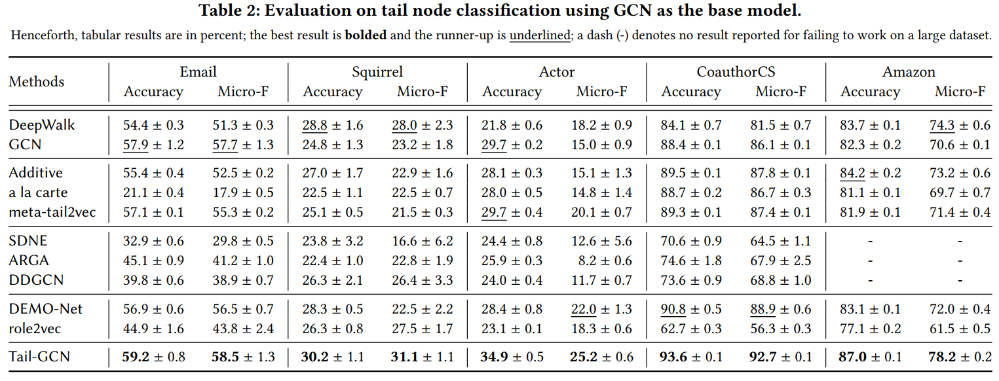 Table 2: Evaluation on tail node classification using GCN as the base model.
Henceforth, tabular results are in percent; the best result is bolded and the runner-up is underlined; a dash (-) denotes no result reported for failing to work on a large dataset.
Methods Email Squirrel Actor CoauthorCS Amazon
Accuracy Micro-F Accuracy Micro-F Accuracy Micro-F Accuracy Micro-F Accuracy Micro-F
DeepWalk 54.4 ± 0.3 51.3 ± 0.3 28.8 ± 1.6 28.0 ± 2.3 21.8 ± 0.6 18.2 ± 0.9 84.1 ± 0.7 81.5 ± 0.7 83.7 ± 0.1 74.3 ± 0.6
GCN 57.9 ± 1.2 57.7 ± 1.3 24.8 ± 1.3 23.2 ± 1.8 29.7 ± 0.2 15.0 ± 0.9 88.4 ± 0.1 86.1 ± 0.1 82.3 ± 0.2 70.6 ± 0.1
Additive 55.4 ± 0.4 52.5 ± 0.2 27.0 ± 1.7 22.9 ± 1.6 28.1 ± 0.3 15.1 ± 1.3 89.5 ± 0.1 87.8 ± 0.1 84.2 ± 0.2 73.2 ± 0.6
a la carte 21.1 ± 0.4 17.9 ± 0.5 22.5 ± 1.1 22.5 ± 0.7 28.0 ± 0.5 14.8 ± 1.4 88.7 ± 0.2 86.7 ± 0.3 81.1 ± 0.1 69.7 ± 0.7
meta-tail2vec 57.1 ± 0.1 55.3 ± 0.2 25.1 ± 0.5 21.5 ± 0.3 29.7 ± 0.4 20.1 ± 0.7 89.3 ± 0.1 87.4 ± 0.1 81.9 ± 0.1 71.4 ± 0.4
SDNE 32.9 ± 0.6 29.8 ± 0.5 23.8 ± 3.2 16.6 ± 6.2 24.4 ± 0.8 12.6 ± 5.6 70.6 ± 0.9 64.5 ± 1.1 - -
ARGA 45.1 ± 0.9 41.2 ± 1.0 22.4 ± 1.0 22.8 ± 1.9 25.9 ± 0.3 8.2 ± 0.6 74.6 ± 1.8 67.9 ± 2.5 - -
DDGCN 39.8 ± 0.6 38.9 ± 0.7 26.3 ± 2.1 26.4 ± 3.3 24.0 ± 0.4 11.7 ± 0.7 73.6 ± 0.9 68.8 ± 1.0 - -
DEMO-Net 56.9 ± 0.6 56.5 ± 0.7 28.3 ± 0.5 22.5 ± 2.2 28.4 ± 0.8 22.0 ± 1.3 90.8 ± 0.5 88.9 ± 0.6 83.1 ± 0.1 72.0 ± 0.4
role2vec 44.9 ± 1.6 43.8 ± 2.4 26.3 ± 0.8 27.5 ± 1.7 23.1 ± 0.1 18.3 ± 0.6 62.7 ± 0.3 56.3 ± 0.3 77.1 ± 0.2 61.5 ± 0.5
Tail-GCN 59.2 ± 0.8 58.5 ± 1.3 30.2 ± 1.1 31.1 ± 1.1 34.9 ± 0.5 25.2 ± 0.6 93.6 ± 0.1 92.7 ± 0.1 87.0 ± 0.1 78.2 ± 0.2